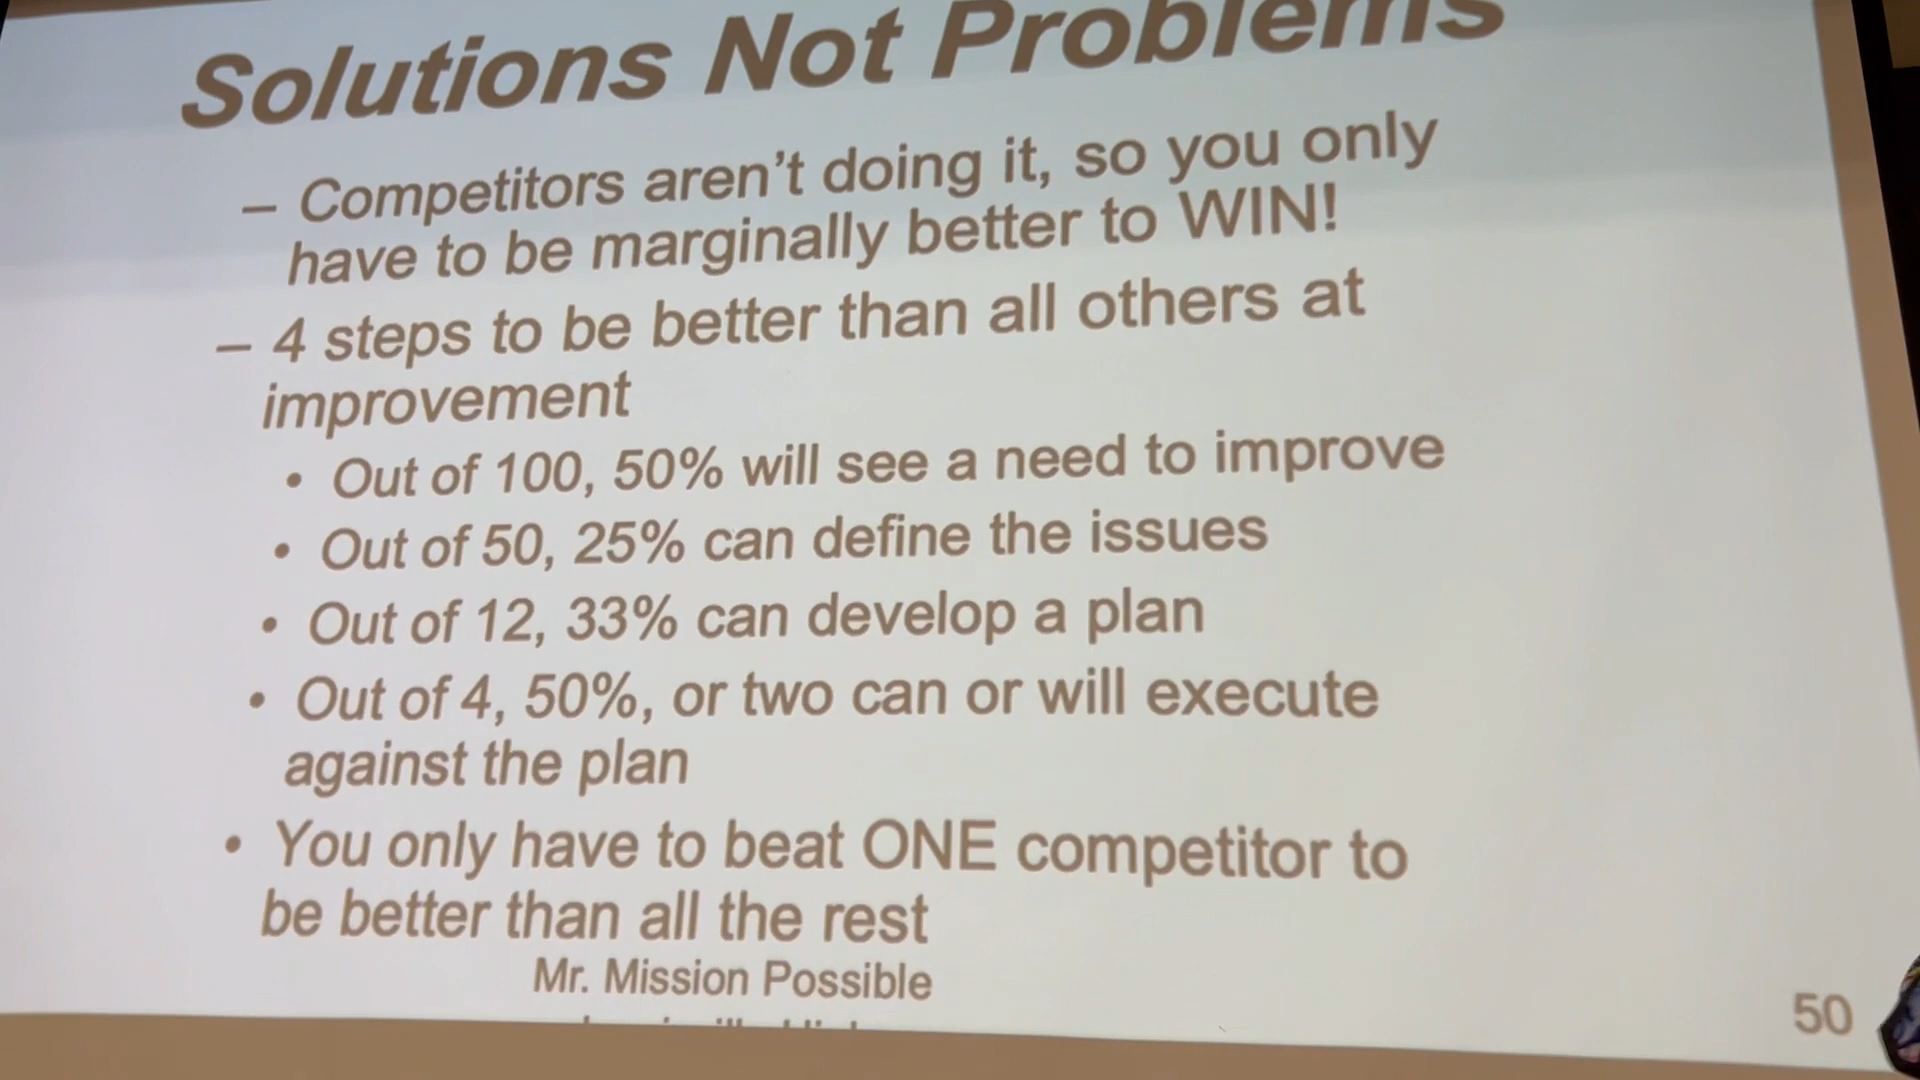 Solutions Not Problems
– Competitors aren't doing it, so you only
have to be marginally better to WIN!
– 4 steps to be better than all others at
improvement
• Out of 100, 50% will see a need to improve
• Out of 50, 25% can define the issues
• Out of 12, 33% can develop a plan
• Out of 4, 50%, or two can or will execute
against the plan
• You only have to beat ONE competitor to
be better than all the rest
Mr. Mission Possible
50